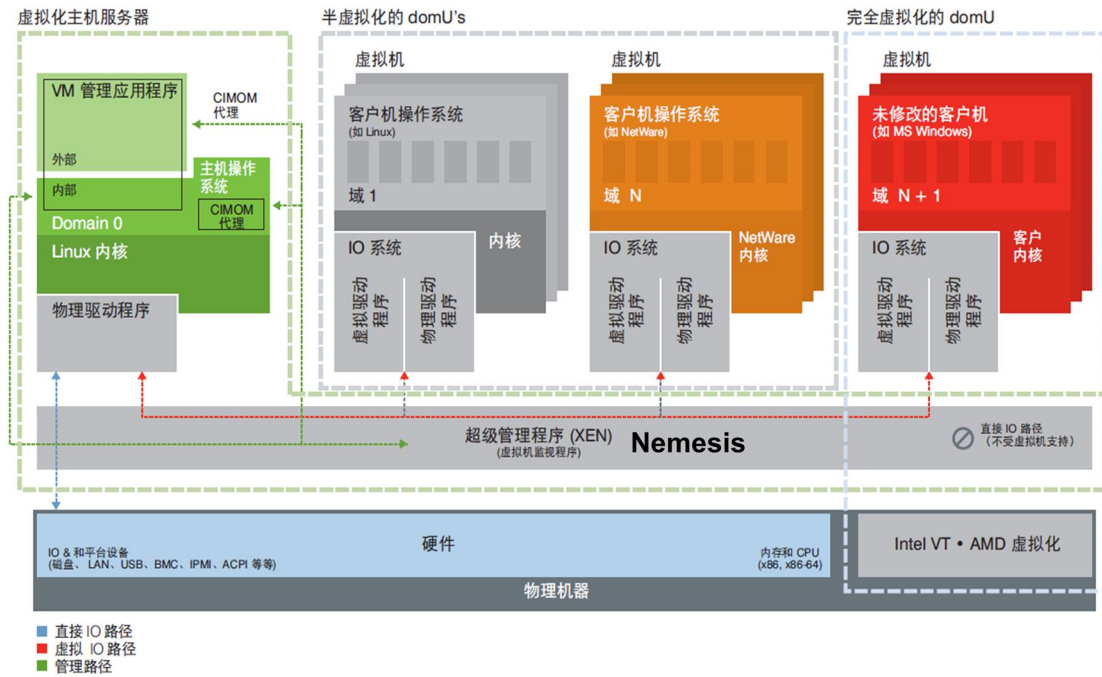 虚拟化主机服务器
半虚拟化的 domU's
完全虚拟化的 domU
VM 管理应用程序
外部
内部
CIMOM
代理
主机操作
系统
CIMOM
代理
Domain 0
Linux 内核
物理驱动程序
虚拟机
客户机操作系统
(如 Linux)
域 1
内核
IO 系统
虚拟驱动
程序
物理驱动
程序
虚拟机
客户机操作系统
(如 NetWare)
域 N
NetWare
内核
IO 系统
虚拟驱动
程序
物理驱动
程序
虚拟机
未修改的客户机
(如 MS Windows)
域 N + 1
客户
内核
IO 系统
虚拟驱动
程序
物理驱动
程序
超级管理程序 (XEN) Nemesis
(虚拟机监视程序)
直接 IO 路径
(不受虚拟机支持)
硬件
IO & 和平台设备
(磁盘、 LAN、USB、BMC、IPMI、ACPI 等等)
内存和 CPU
(x86, x86-64)
Intel VT • AMD 虚拟化
物理机器
直接 IO 路径
虚拟 IO 路径
管理路径